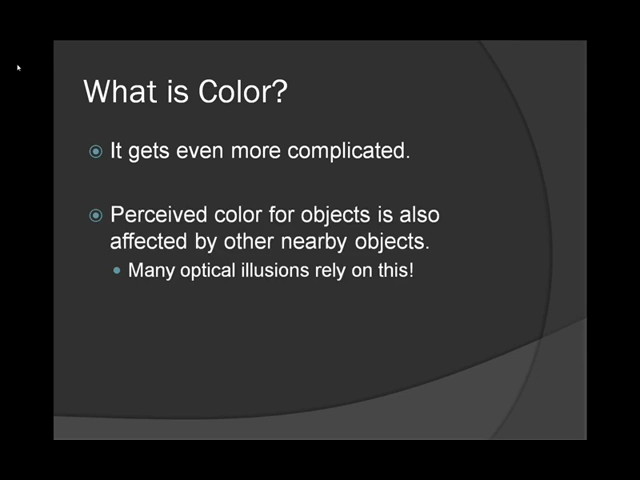 What is Color?
It gets even more complicated.
Perceived color for objects is also
affected by other nearby objects.
Many optical illusions rely on this!